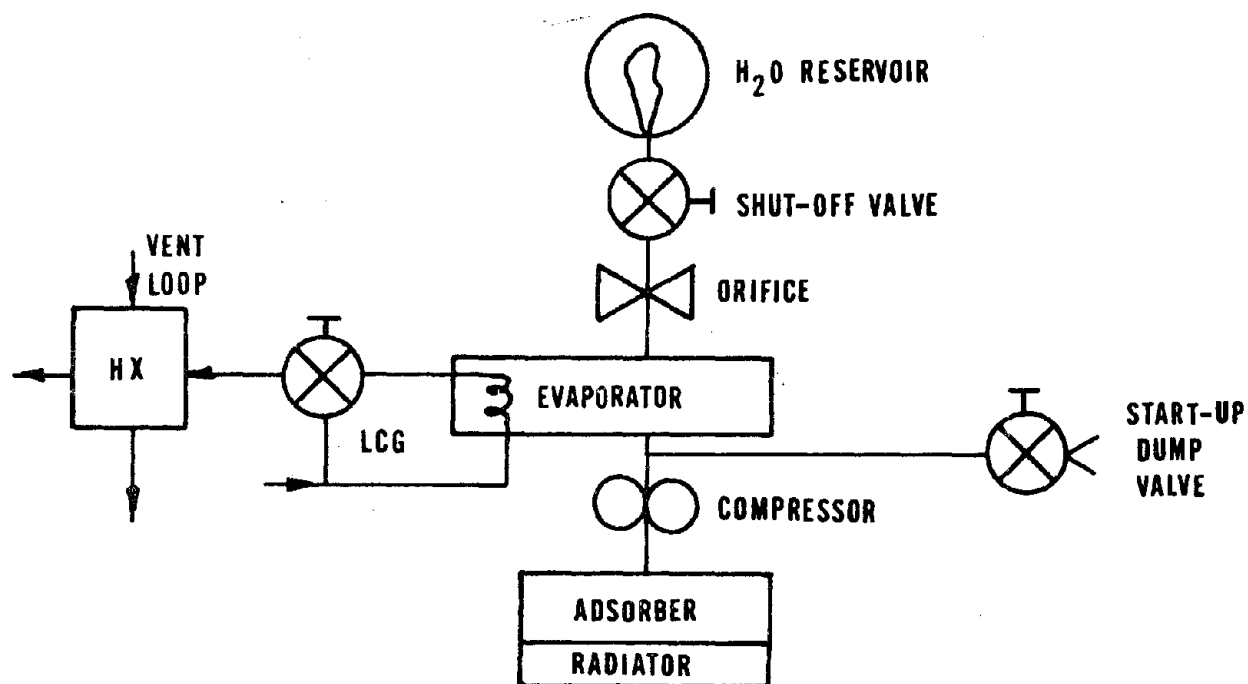 H₂O RESERVOIR
SHUT-OFF VALVE
VENT
LOOP
ORIFICE
HX
EVAPORATOR
LCG
START-UP
DUMP
VALVE
COMPRESSOR
ADSORBER
RADIATOR